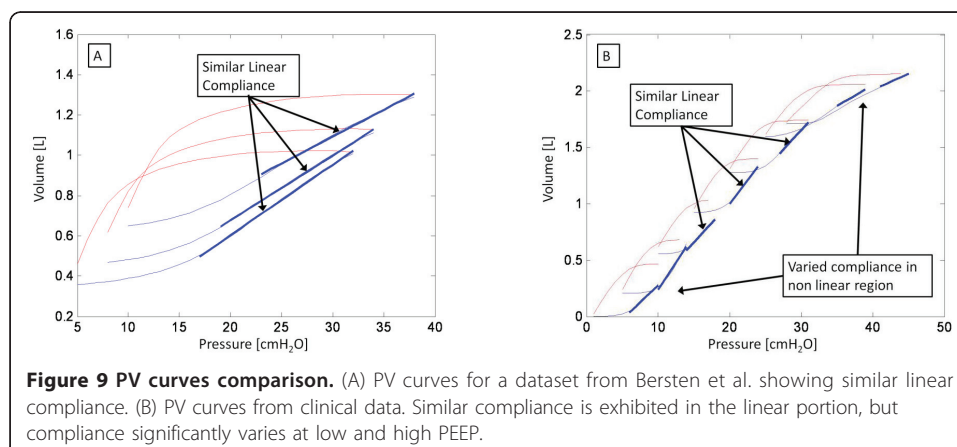 A
Similar Linear
Compliance
1.6
1.4
1.2
1
0.8
0.6
0.4
0.2
Volume [L]
5
10
15
20
25
30
35
40
Pressure [cmH₂O]
B
Similar Linear
Compliance
Varied compliance in
non linear region
2.5
2
1.5
1
0.5
0
Volume [L]
0
10
20
30
40
50
Pressure [cmH₂O]
Figure 9 PV curves comparison. (A) PV curves for a dataset from Bersten et al. showing similar linear
compliance. (B) PV curves from clinical data. Similar compliance is exhibited in the linear portion, but
compliance significantly varies at low and high PEEP.